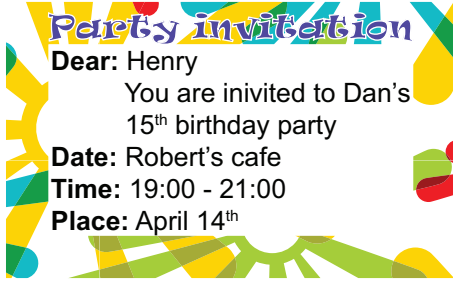 Party invitation
Dear: Henry
You are inivited to Dan's
15th birthday party
Date: Robert's cafe
Time: 19:00 - 21:00
Place: April 14th